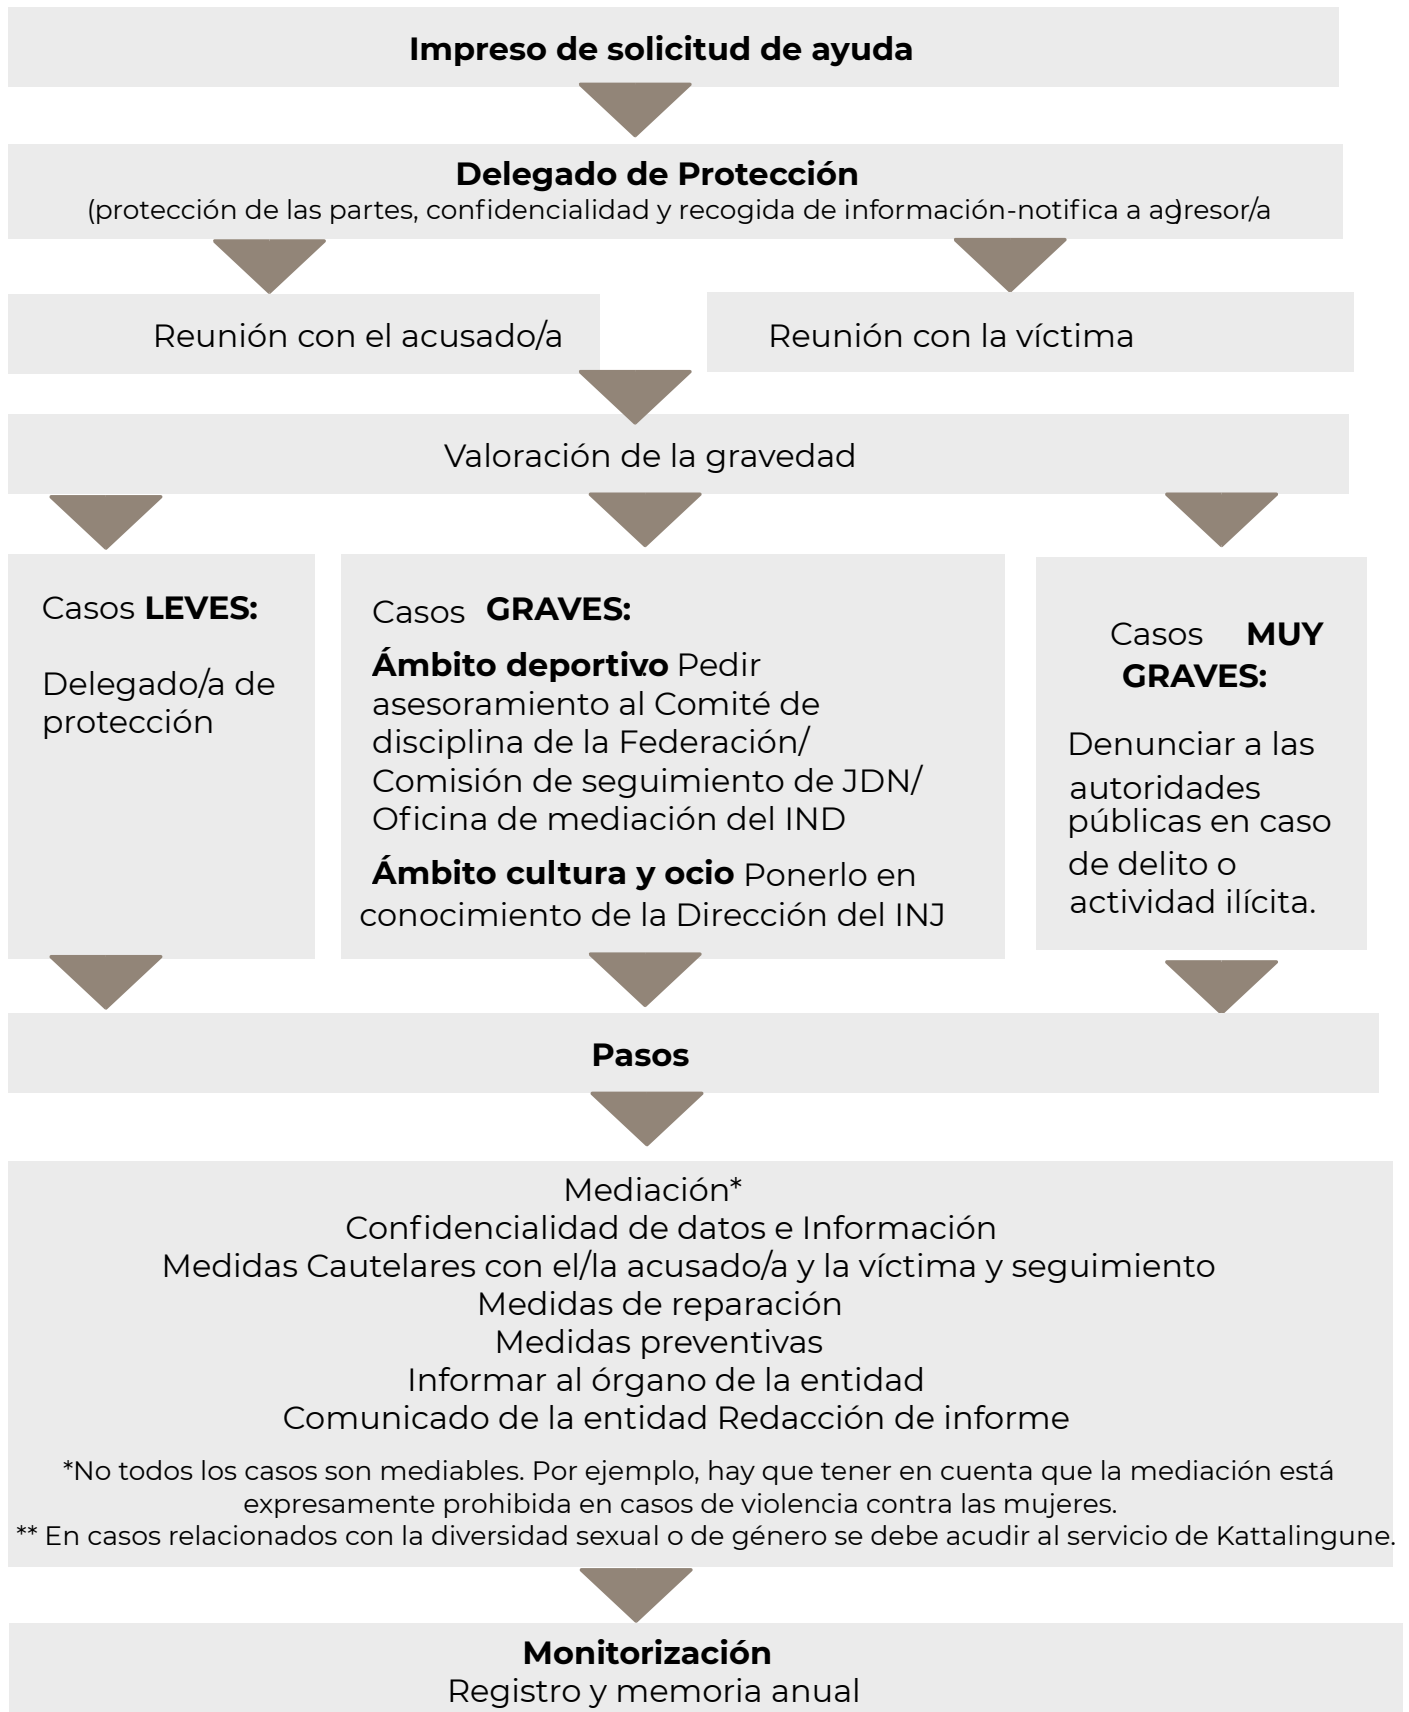 Impreso de solicitud de ayuda
Delegado de Protección
(protección de las partes, confidencialidad y recogida de información-notifica a agresor/a)
Reunión con el acusado/a
Reunión con la víctima
Valoración de la gravedad
Casos LEVES:
Delegado/a de
protección
Casos GRAVES:
Ámbito deportivo. Pedir
asesoramiento al Comité de
disciplina de la Federación/
Comisión de seguimiento de JDN/
Oficina de mediación del IND
Ámbito cultura y ocio Ponerlo en
conocimiento de la Dirección del INJ
Casos MUY
GRAVES:
Denunciar a las
autoridades
públicas en caso
de delito o
actividad ilícita.
Pasos
Mediación*
Confidencialidad de datos e Información
Medidas Cautelares con el/la acusado/a y la víctima y seguimiento
Medidas de reparación
Medidas preventivas
Informar al órgano de la entidad
Comunicado de la entidad Redacción de informe
*No todos los casos son mediables. Por ejemplo, hay que tener en cuenta que la mediación está
expresamente prohibida en casos de violencia contra las mujeres.
** En casos relacionados con la diversidad sexual o de género se debe acudir al servicio de Kattalingune.
Monitorización
Registro y memoria anual